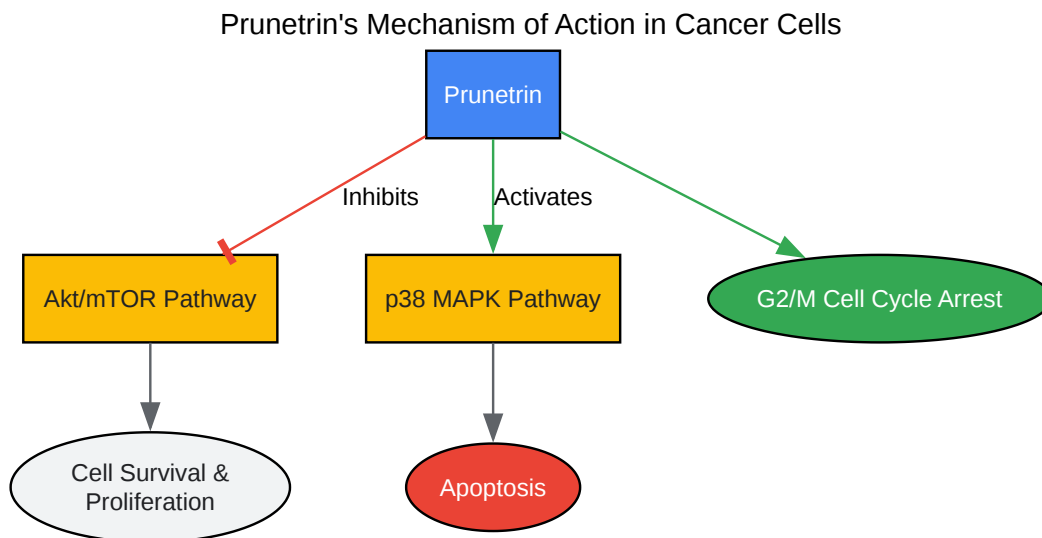 Prunetrin's Mechanism of Action in Cancer Cells
Prunetrin
Inhibits
Activates
Akt/mTOR Pathway
p38 MAPK Pathway
G2/M Cell Cycle Arrest
Cell Survival &
Proliferation
Apoptosis